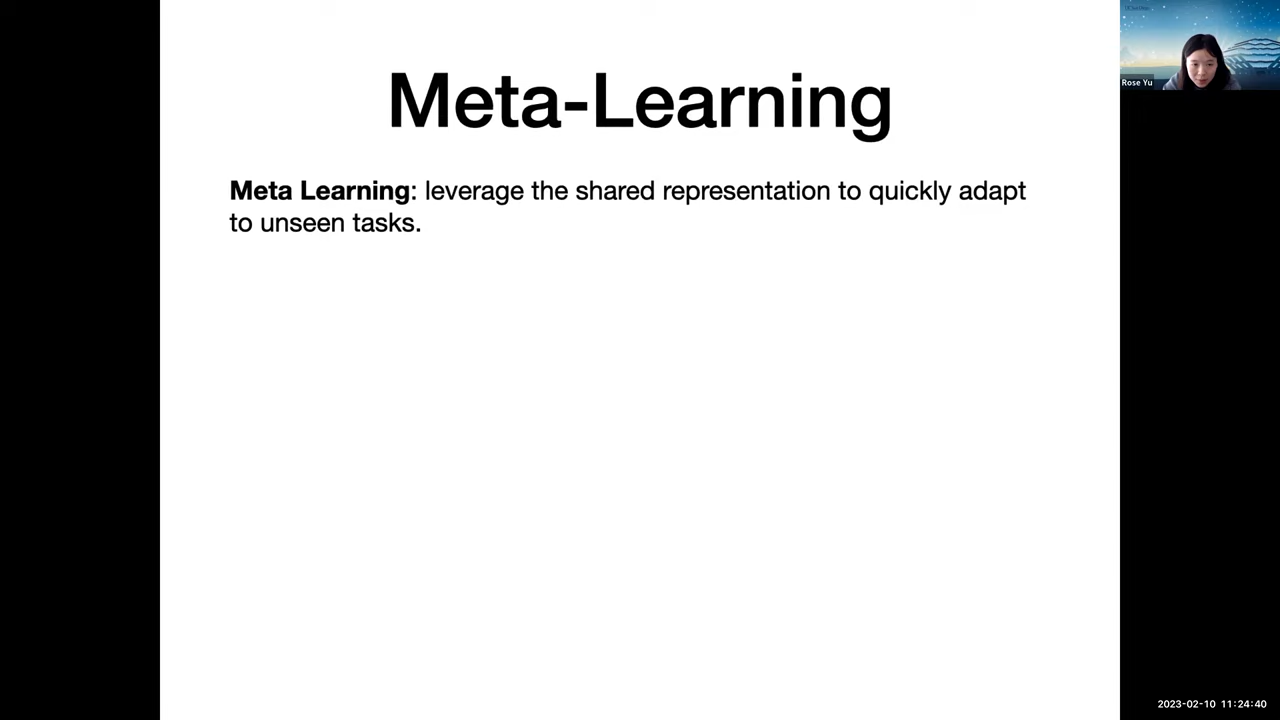 Meta-Learning
Meta Learning: leverage the shared representation to quickly adapt
to unseen tasks.
Rose Yu
2023-02-10 11:24:40